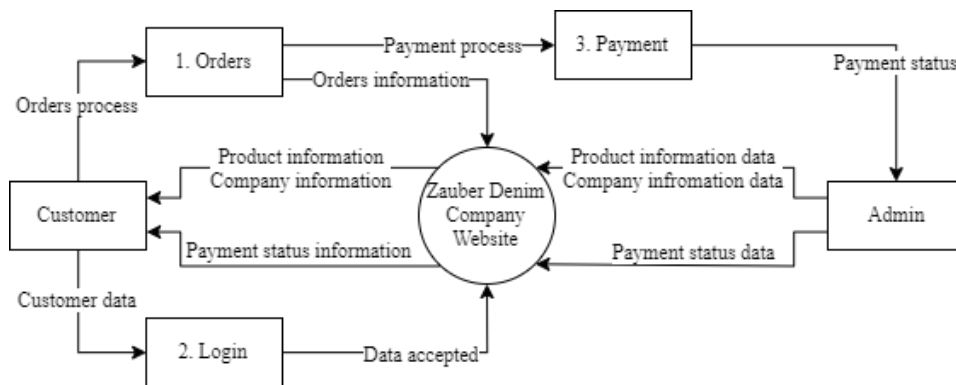 1. Orders
Payment process
3. Payment
Payment status
Orders information
Orders process
Product information
Company information
Product information data
Company infromation data
Customer
Zauber Denim
Company
Website
Admin
Payment status information
Payment status data
Customer data
2. Login
Data accepted